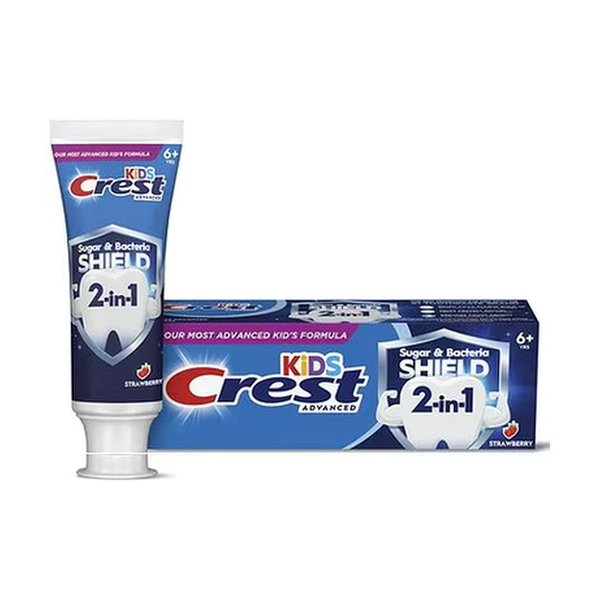 OUR MOST ADVANCED KID'S FORMULA
6+
YRS
KiDS
Crest
ADVANCED
Sugar & Bacteria
SHIELD
2-in-1
STRAWBERRY
OUR MOST ADVANCED KID'S FORMULA
6+
YRS
KiDS
Crest
ADVANCED
Sugar & Bacteria
SHIELD
2-in-1
STRAWBERRY